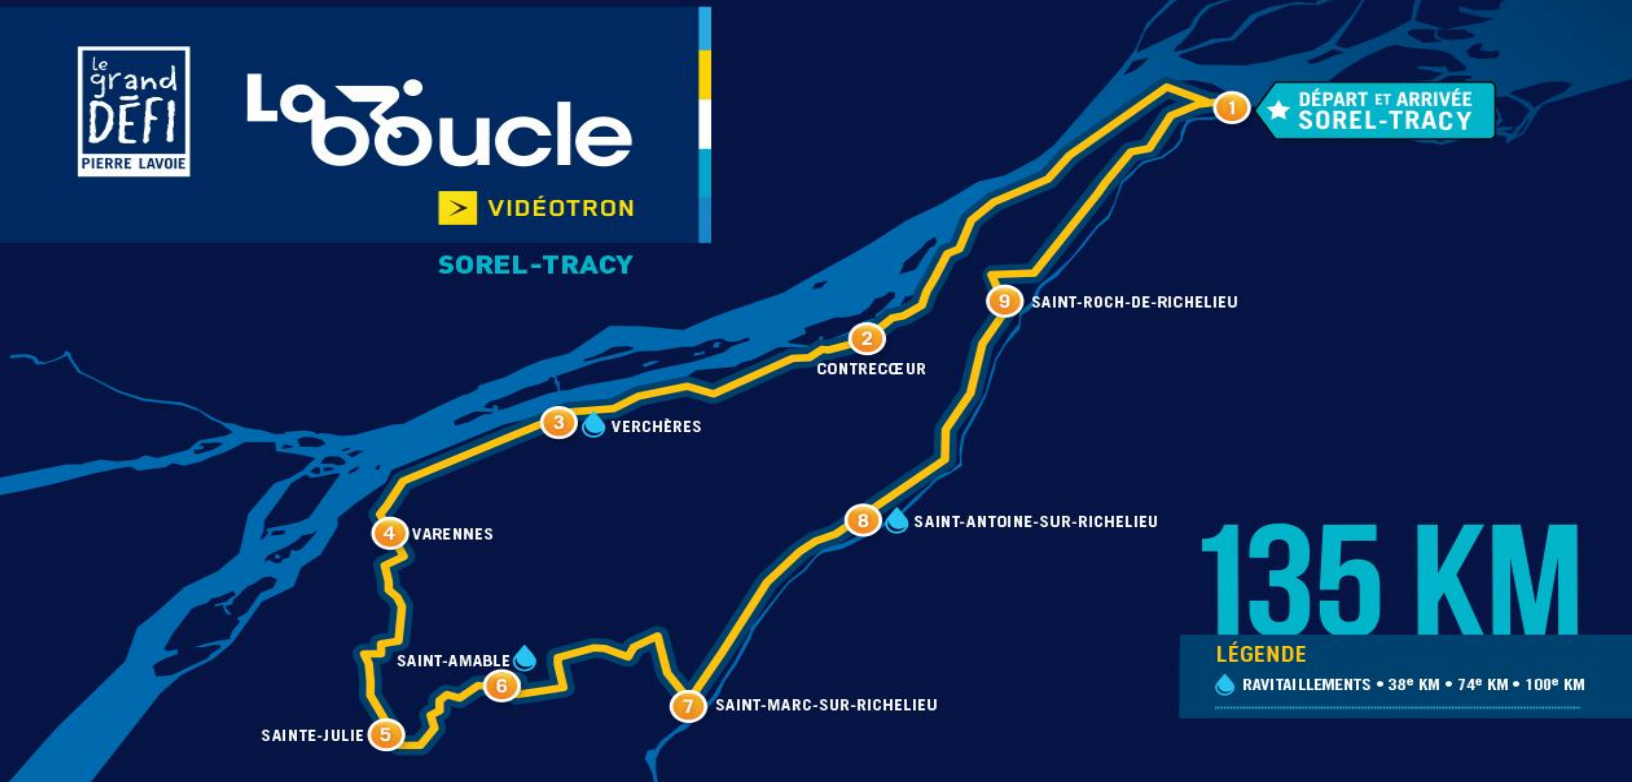 le
grand
DÉFI
PIERRE LAVOIE
La
boucle
> VIDÉOTRON
SOREL-TRACY
1
DÉPART ET ARRIVÉE
SOREL-TRACY
9 SAINT-ROCH-DE-RICHELIEU
2
CONTRECŒUR
3 VERCHÈRES
4 VARENNES
8 SAINT-ANTOINE-SUR-RICHELIEU
SAINT-AMABLE
6
7 SAINT-MARC-SUR-RICHELIEU
SAINTE-JULIE 5
135 KM
LÉGENDE
RAVITAILLEMENTS • 38e KM • 74e KM • 100e KM